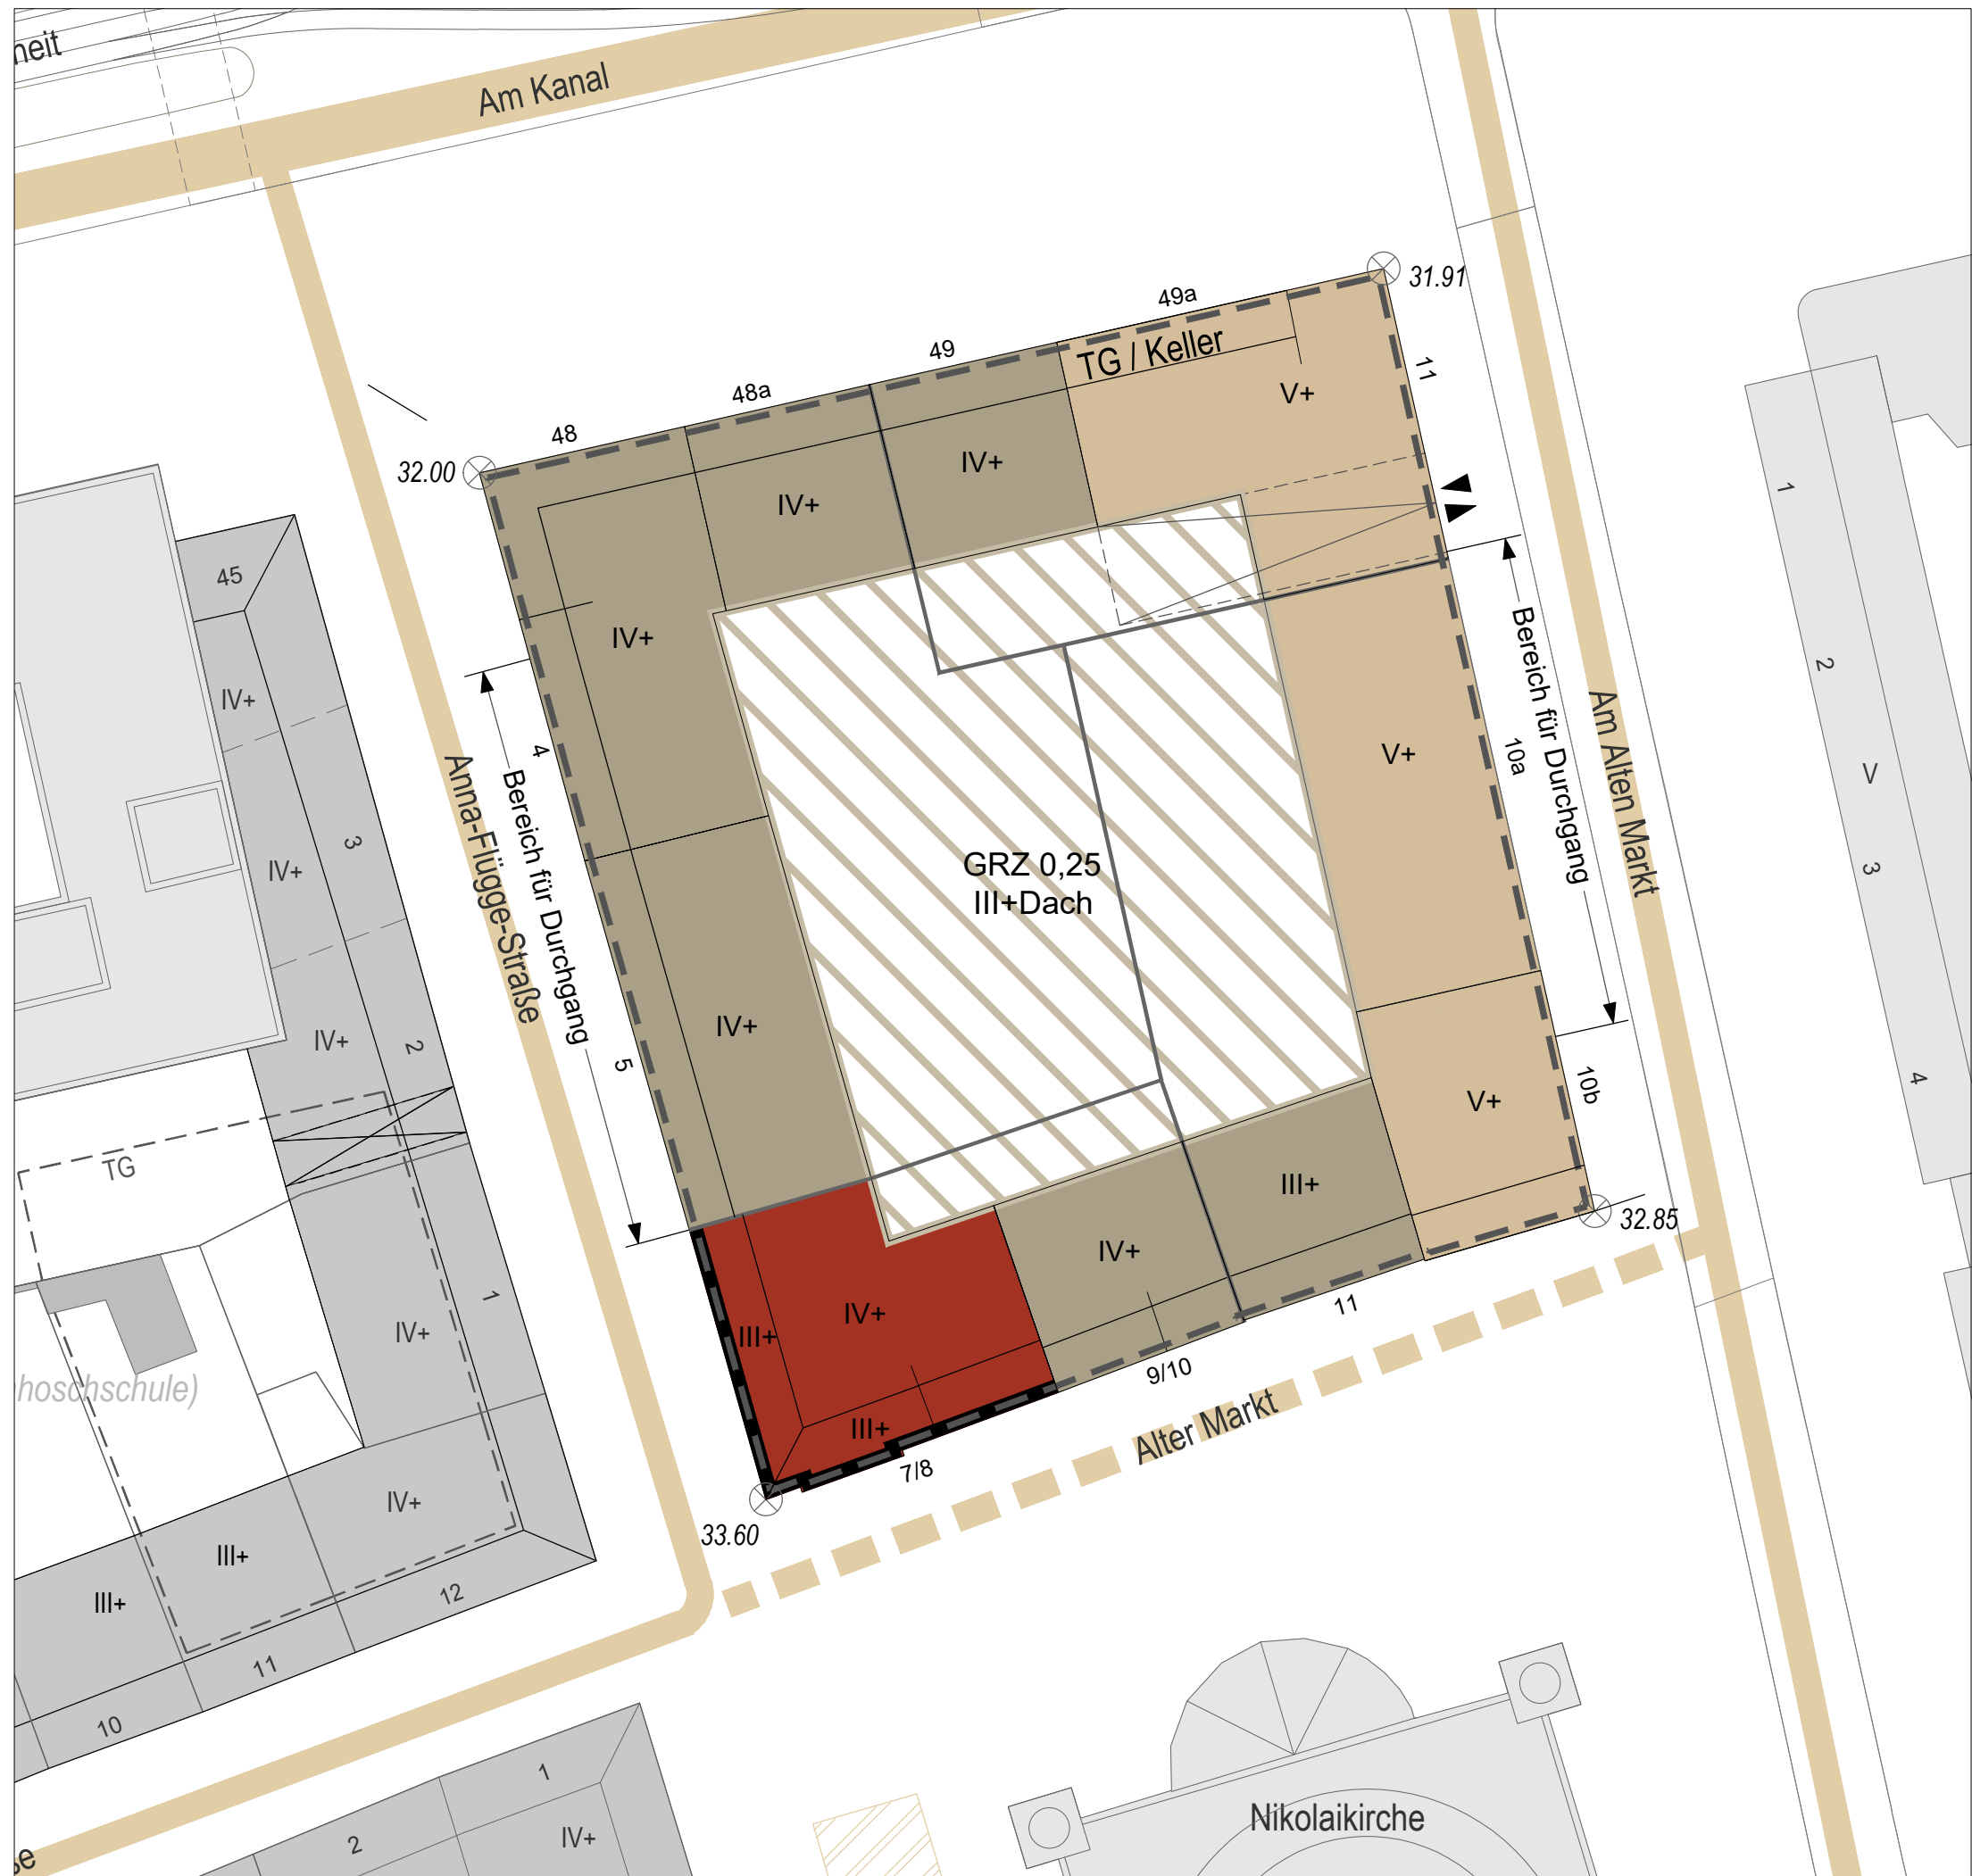 heit
Am Kanal
31.91
49a
49
TG / Keller
11
48a
V+
48
32.00
IV+
IV+
1
45
IV+
2
IV+
Bereich für Durchgang
4
Am Alten Markt
10a
V+
V
Anna-Flügge-Straße
Bereich für Durchgang
3
GRZ 0,25
III+Dach
IV+
3
IV+
IV+
2
5
4
10b
V+
TG
III+
32.85
IV+
1
IV+
IV+
III+
11
9/10
hoschschule)
Alter Markt
III+
7/8
IV+
33.60
III+
III+
12
11
10
1
2
IV+
Nikolaikirche
se